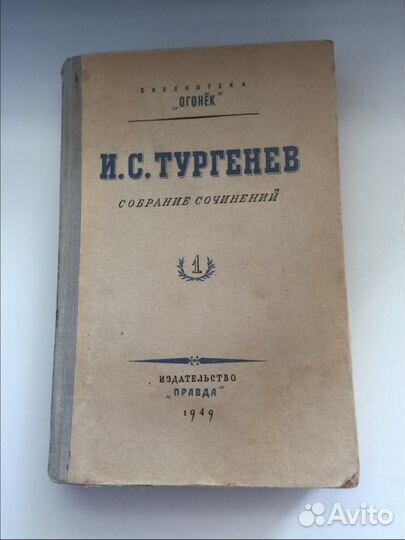 БИБЛИОТЕКА
„ОГОНЁК"
И.С. ТУРГЕНЕВ
СОБРАНИЕ СОЧИНЕНИЙ
1
ИЗДАТЕЛЬСТВО
„ПРАВДА"
1949
Avito